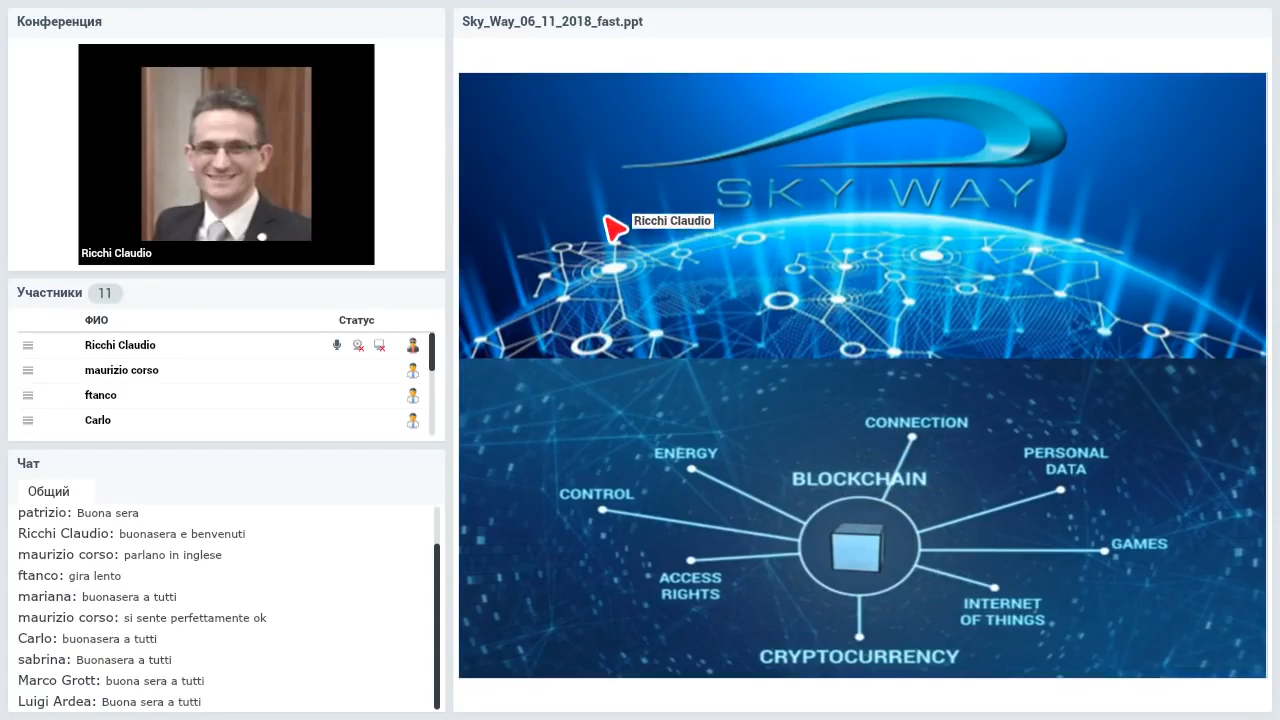 Конференция
Ricchi Claudio
Участники 11
ФИО Статус
Ricchi Claudio
maurizio corso
ftanco
Carlo
Чат
Общий
patrizio: Buona sera
Ricchi Claudio: buonasera e benvenuti
maurizio corso: parlano in inglese
ftanco: gira lento
mariana: buonasera a tutti
maurizio corso: si sente perfettamente ok
Carlo: buonasera a tutti
sabrina: Buonasera a tutti
Marco Grott: buona sera a tutti
Luigi Ardea: Buona sera a tutti
Sky_Way_06_11_2018_fast.ppt
SKY WAY
Ricchi Claudio
CONNECTION
ENERGY
PERSONAL
DATA
BLOCKCHAIN
CONTROL
GAMES
ACCESS
RIGHTS
INTERNET
OF THINGS
CRYPTOCURRENCY